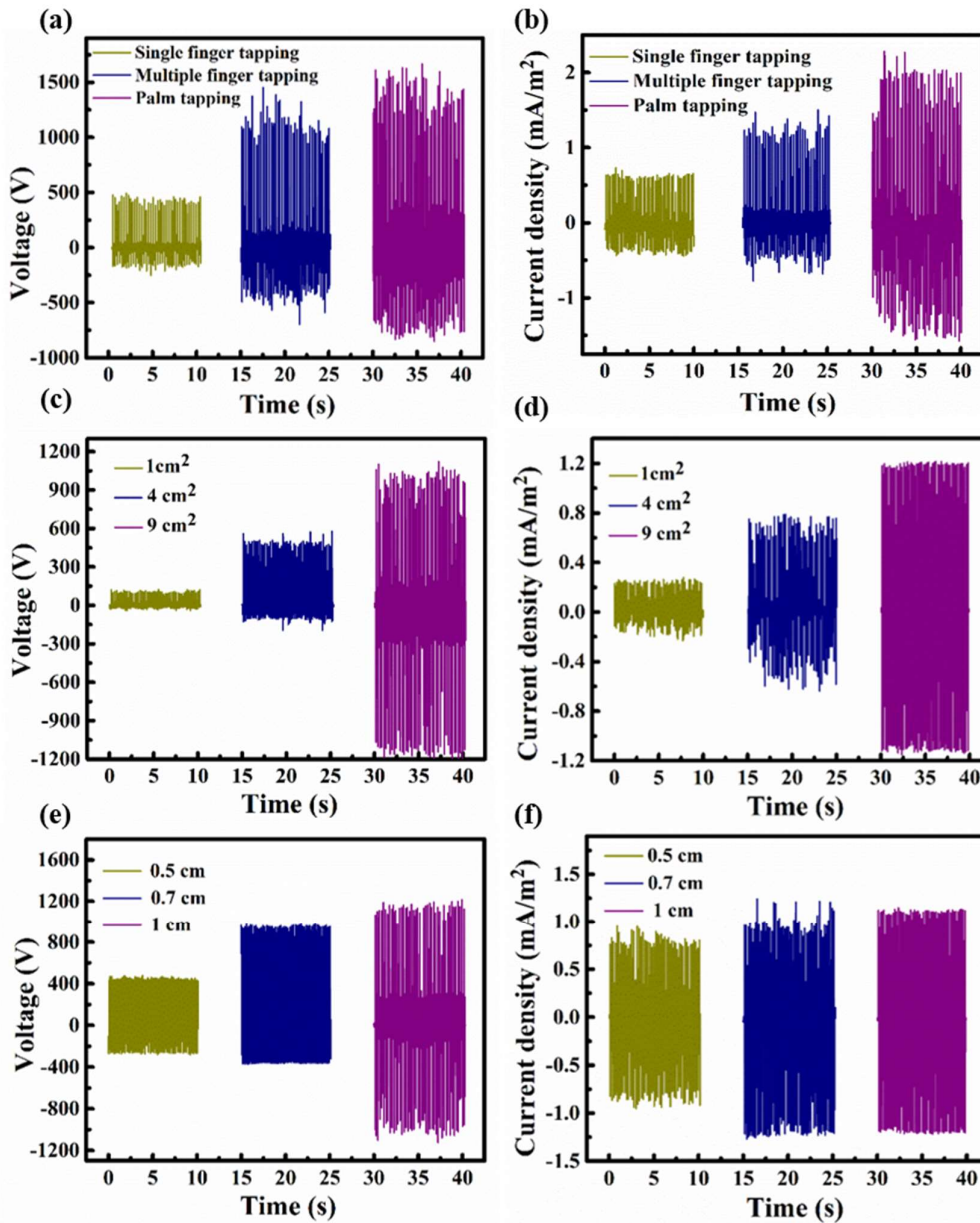 (a)
Single finger tapping
Multiple finger tapping
Palm tapping
1500
1000
500
0
-500
-1000
Voltage (V)
0 5 10 15 20 25 30 35 40
Time (s)
(b)
Single finger tapping
Multiple finger tapping
Palm tapping
2
1
0
-1
Current density (mA/m²)
0 5 10 15 20 25 30 35 40
Time (s)
(c)
1cm²
4 cm²
9 cm²
1200
900
600
300
0
-300
-600
-900
-1200
Voltage (V)
0 5 10 15 20 25 30 35 40
Time (s)
(d)
1cm²
4 cm²
9 cm²
1.2
0.8
0.4
0.0
-0.4
-0.8
-1.2
Current density (mA/m²)
0 5 10 15 20 25 30 35 40
Time (s)
(e)
0.5 cm
0.7 cm
1 cm
1600
1200
800
400
0
-400
-800
-1200
Voltage (V)
0 5 10 15 20 25 30 35 40
Time (s)
(f)
0.5 cm
0.7 cm
1 cm
1.5
1.0
0.5
0.0
-0.5
-1.0
-1.5
Current density (mA/m²)
0 5 10 15 20 25 30 35 40
Time (s)